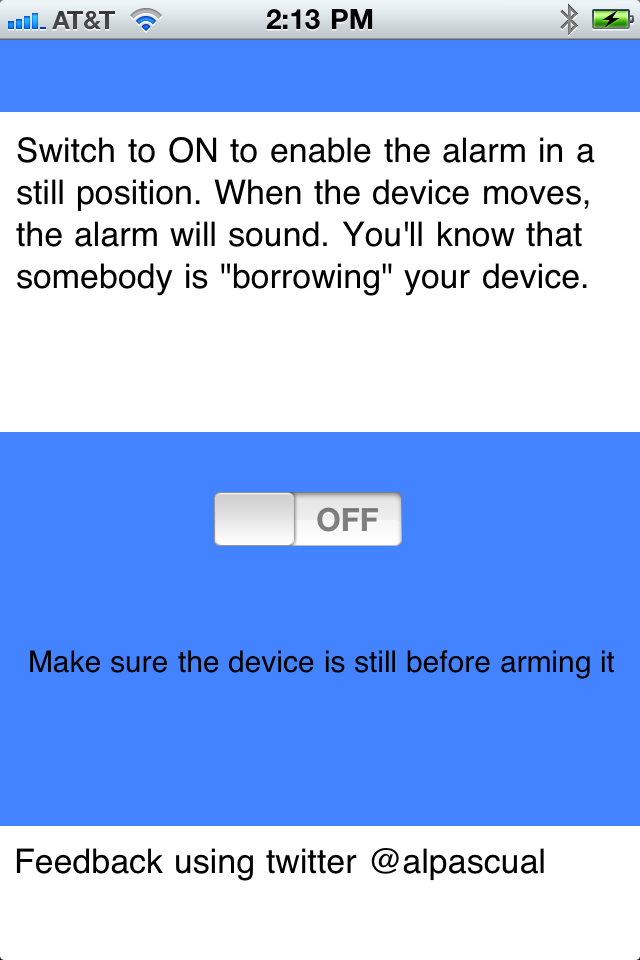 AT&T 2:13 PM
Switch to ON to enable the alarm in a
still position. When the device moves,
the alarm will sound. You'll know that
somebody is "borrowing" your device.
OFF
Make sure the device is still before arming it
Feedback using twitter @alpascual